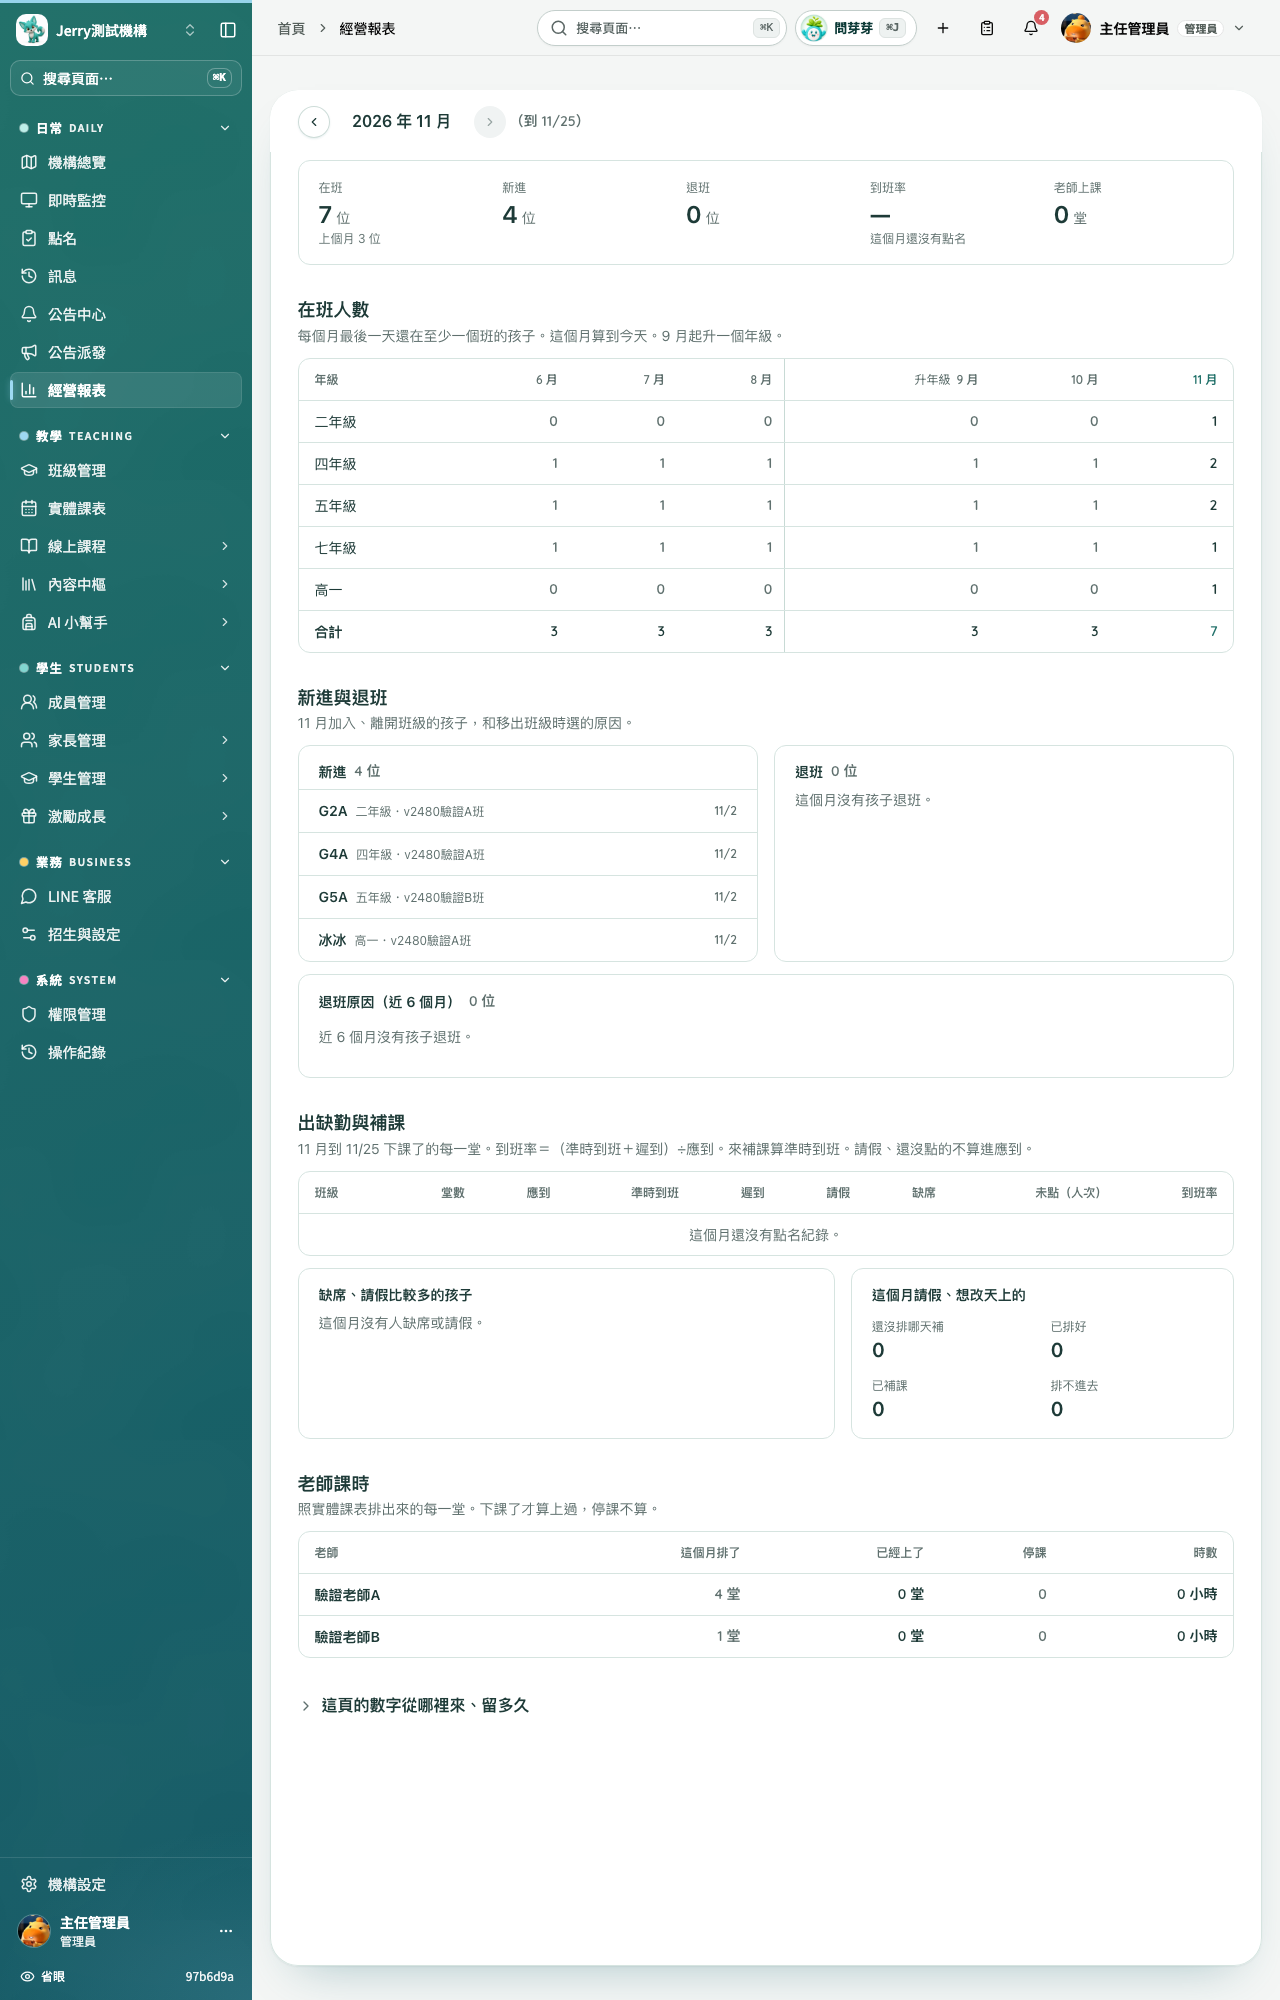 Jerry測試機構
搜尋頁面… ⌘K
日常 DAILY
機構總覽
即時監控
點名
訊息
公告中心
公告派發
經營報表
教學 TEACHING
班級管理
實體課表
線上課程
內容中樞
AI 小幫手
學生 STUDENTS
成員管理
家長管理
學生管理
激勵成長
業務 BUSINESS
LINE 客服
招生與設定
系統 SYSTEM
權限管理
操作紀錄
機構設定
主任管理員
管理員
省眼 97b6d9a
首頁 經營報表 搜尋頁面… ⌘K 問芽芽 ⌘J 4 主任管理員 管理員
2026 年 11 月 （到 11/25）
在班 新進 退班 到班率 老師上課
7 位 4 位 0 位 — 0 堂
上個月 3 位 這個月還沒有點名
在班人數
每個月最後一天還在至少一個班的孩子。這個月算到今天。9 月起升一個年級。
年級 6 月 7 月 8 月 升年級 9 月 10 月 11 月
二年級 0 0 0 0 0 1
四年級 1 1 1 1 1 2
五年級 1 1 1 1 1 2
七年級 1 1 1 1 1 1
高一 0 0 0 0 0 1
合計 3 3 3 3 3 7
新進與退班
11 月加入、離開班級的孩子，和移出班級時選的原因。
新進 4 位
G2A 二年級 · v2480驗證A班 11/2
G4A 四年級 · v2480驗證A班 11/2
G5A 五年級 · v2480驗證B班 11/2
冰冰 高一 · v2480驗證A班 11/2
退班 0 位
這個月沒有孩子退班。
退班原因（近 6 個月） 0 位
近 6 個月沒有孩子退班。
出缺勤與補課
11 月到 11/25 下課了的每一堂。到班率＝（準時到班＋遲到）÷應到。來補課算準時到班。請假、還沒點的不算進應到。
班級 堂數 應到 準時到班 遲到 請假 缺席 未點（人次） 到班率
這個月還沒有點名紀錄。
缺席、請假比較多的孩子
這個月沒有人缺席或請假。
這個月請假、想改天上的
還沒排哪天補 已排好
0 0
已補課 排不進去
0 0
老師課時
照實體課表排出來的每一堂。下課了才算上過，停課不算。
老師 這個月排了 已經上了 停課 時數
驗證老師A 4 堂 0 堂 0 0 小時
驗證老師B 1 堂 0 堂 0 0 小時
這頁的數字從哪裡來、留多久